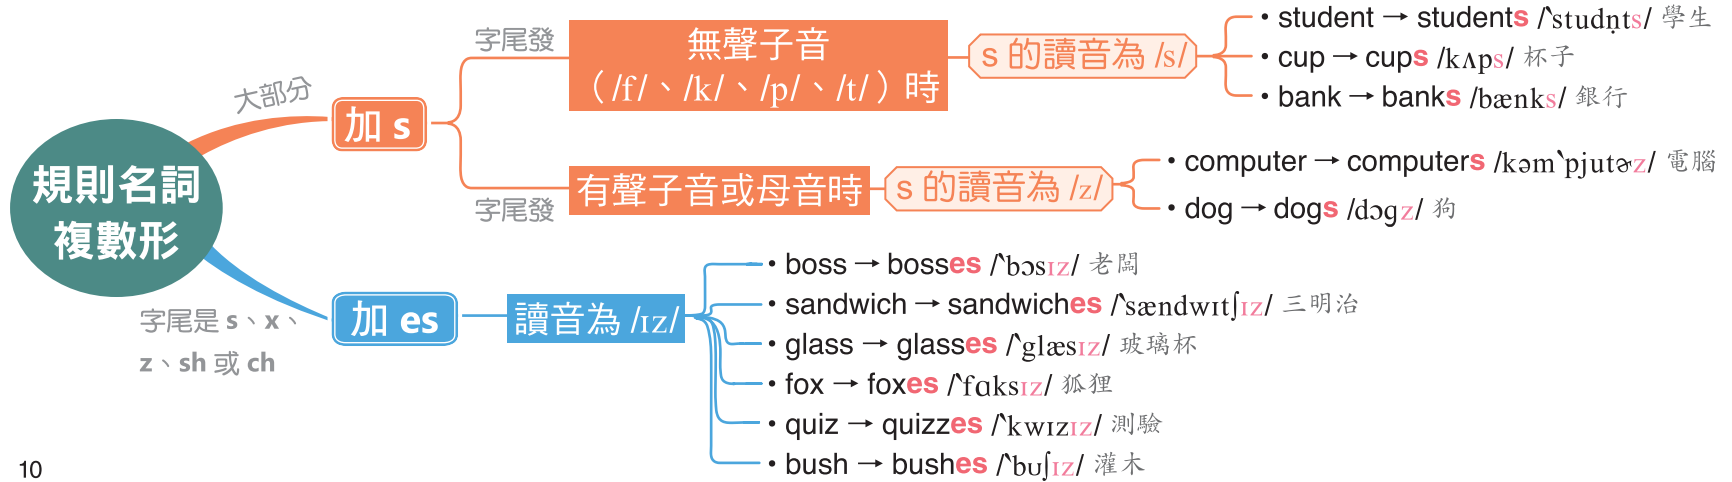 規則名詞
複數形
大部分
加 s
字尾發
無聲子音
（/f/、/k/、/p/、/t/）時
s 的讀音為 /s/
• student → students /ˋstudn̩ts/ 學生
• cup → cups /kʌps/ 杯子
• bank → banks /bænks/ 銀行
字尾發
有聲子音或母音時
s 的讀音為 /z/
• computer → computers /kəmˋpjutɚz/ 電腦
• dog → dogs /dɔgz/ 狗
字尾是 s、x、
z、sh 或 ch
加 es
讀音為 /ɪz/
• boss → bosses /ˋbɔsɪz/ 老闆
• sandwich → sandwiches /ˋsændwɪtʃɪz/ 三明治
• glass → glasses /ˋglæsɪz/ 玻璃杯
• fox → foxes /ˋfɑksɪz/ 狐狸
• quiz → quizzes /ˋkwɪzɪz/ 測驗
• bush → bushes /ˋbʊʃɪz/ 灌木
10